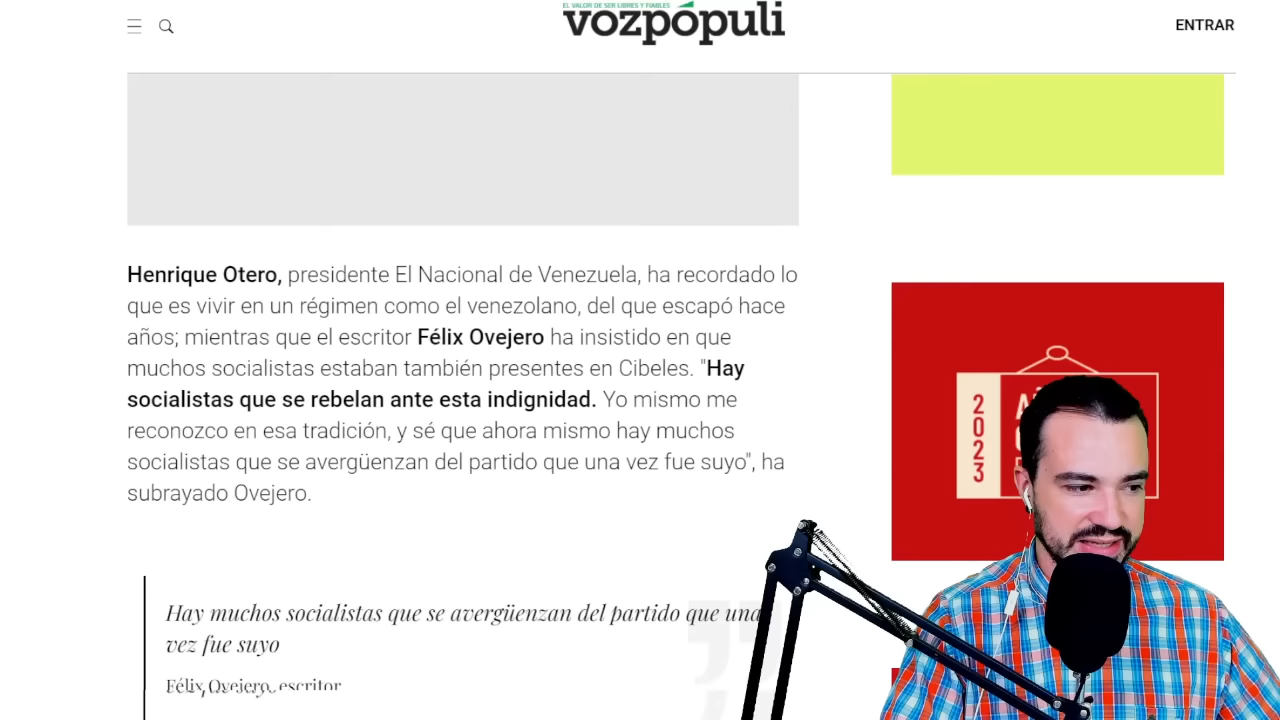 EL VALOR DE SER LIBRES Y FIABLES
vozpópuli
ENTRAR
Henrique Otero, presidente El Nacional de Venezuela, ha recordado lo
que es vivir en un régimen como el venezolano, del que escapó hace
años; mientras que el escritor Félix Ovejero ha insistido en que
muchos socialistas estaban también presentes en Cibeles. "Hay
socialistas que se rebelan ante esta indignidad. Yo mismo me
reconozco en esa tradición, y sé que ahora mismo hay muchos
socialistas que se avergüenzan del partido que una vez fue suyo", ha
subrayado Ovejero.
Hay muchos socialistas que se avergüenzan del partido que una
vez fue suyo
Félix Ovejero, escritor
2023